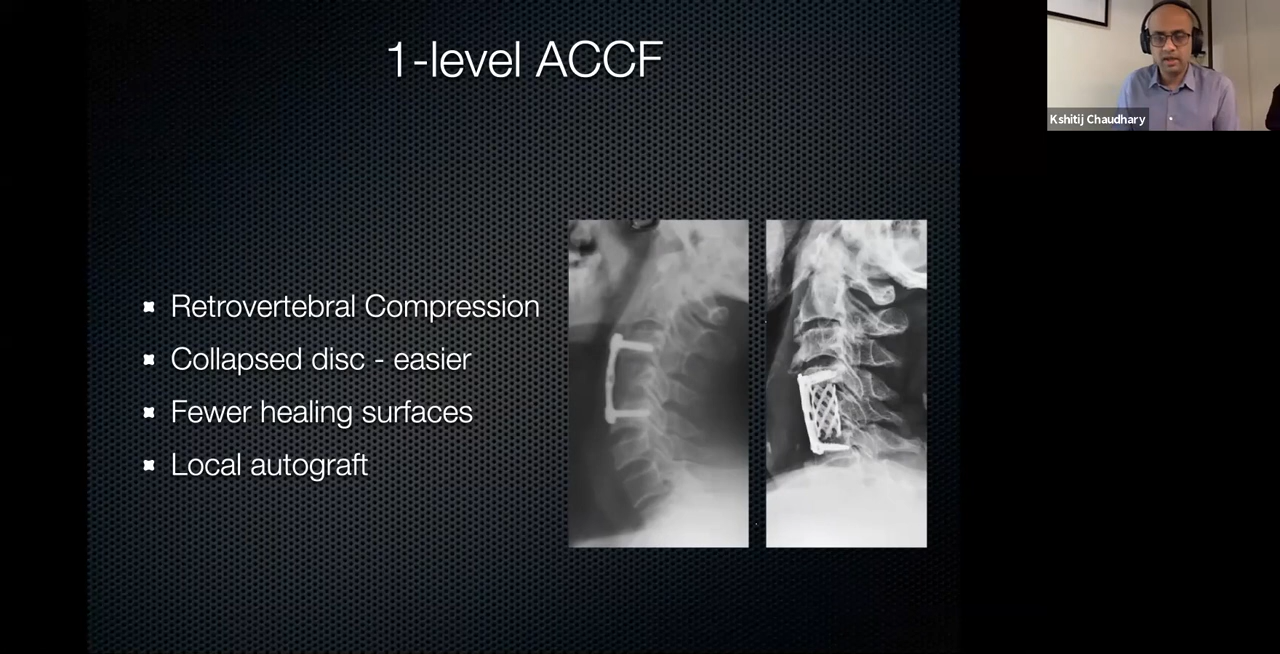 1-level ACCF
Kshitij Chaudhary
Retrovertebral Compression
Collapsed disc - easier
Fewer healing surfaces
Local autograft